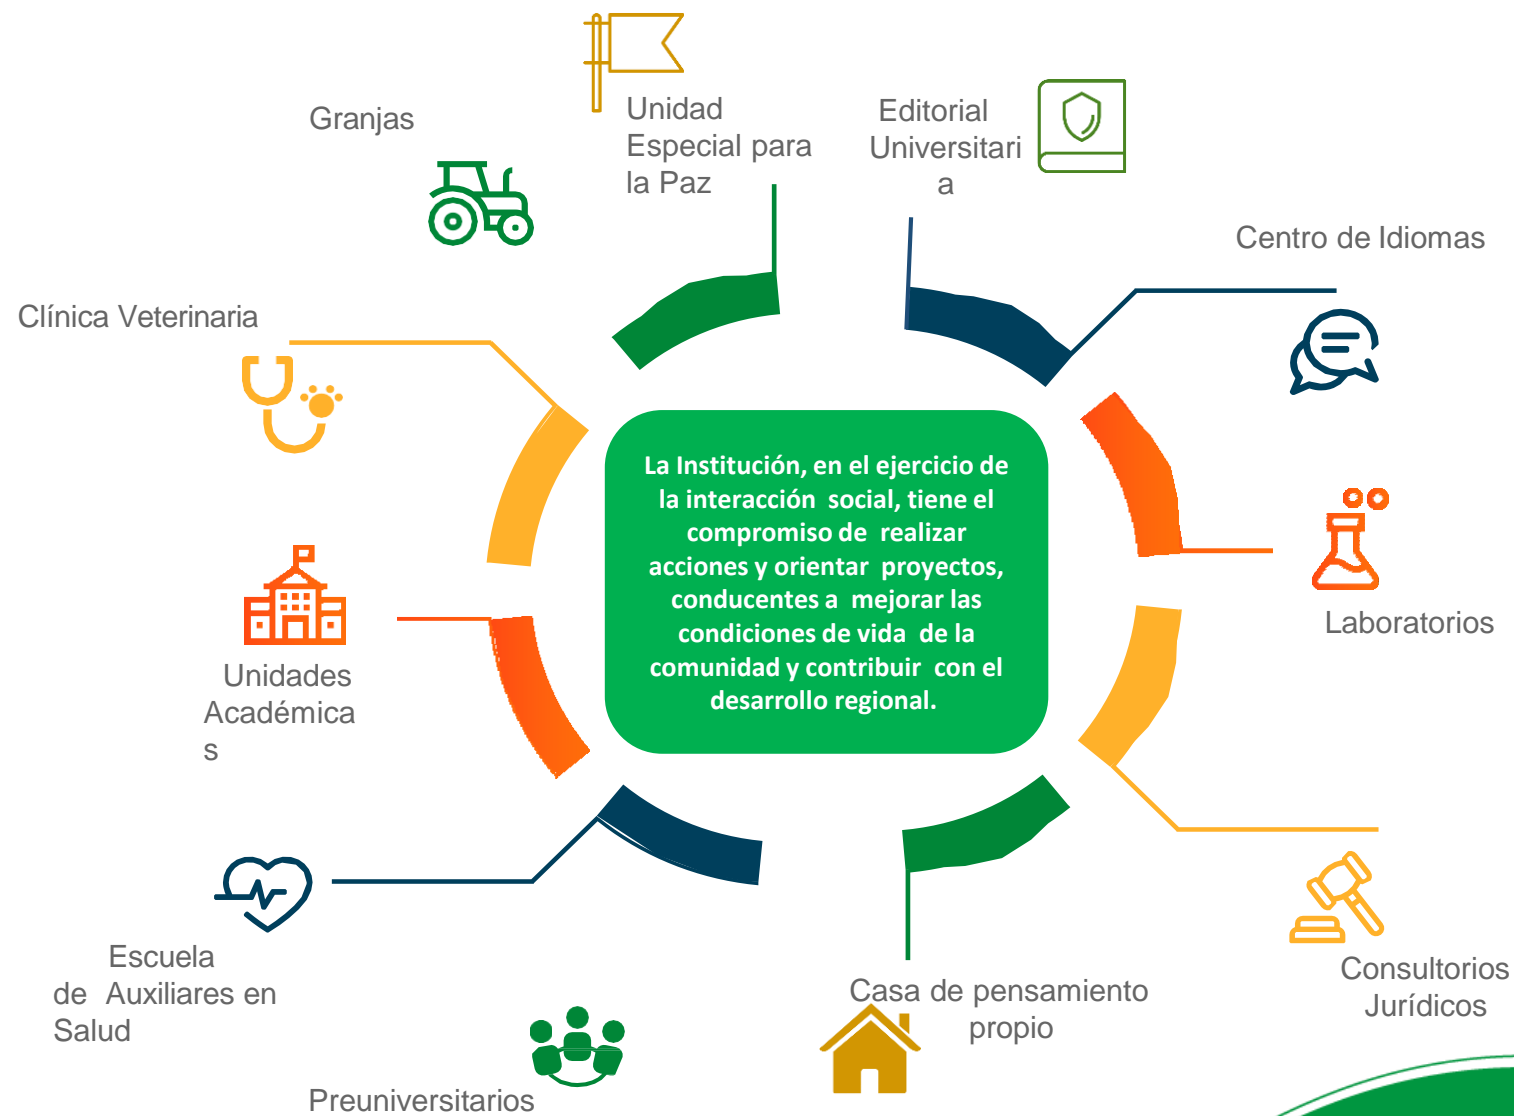 Granjas
Unidad
Especial para
la Paz
Editorial
Universitari
a
Centro de Idiomas
Clínica Veterinaria
La Institución, en el ejercicio de
la interacción social, tiene el
compromiso de realizar
acciones y orientar proyectos,
conducentes a mejorar las
condiciones de vida de la
comunidad y contribuir con el
desarrollo regional.
Laboratorios
Unidades
Académica
s
Escuela
de Auxiliares en
Salud
Casa de pensamiento
propio
Consultorios
Jurídicos
Preuniversitarios